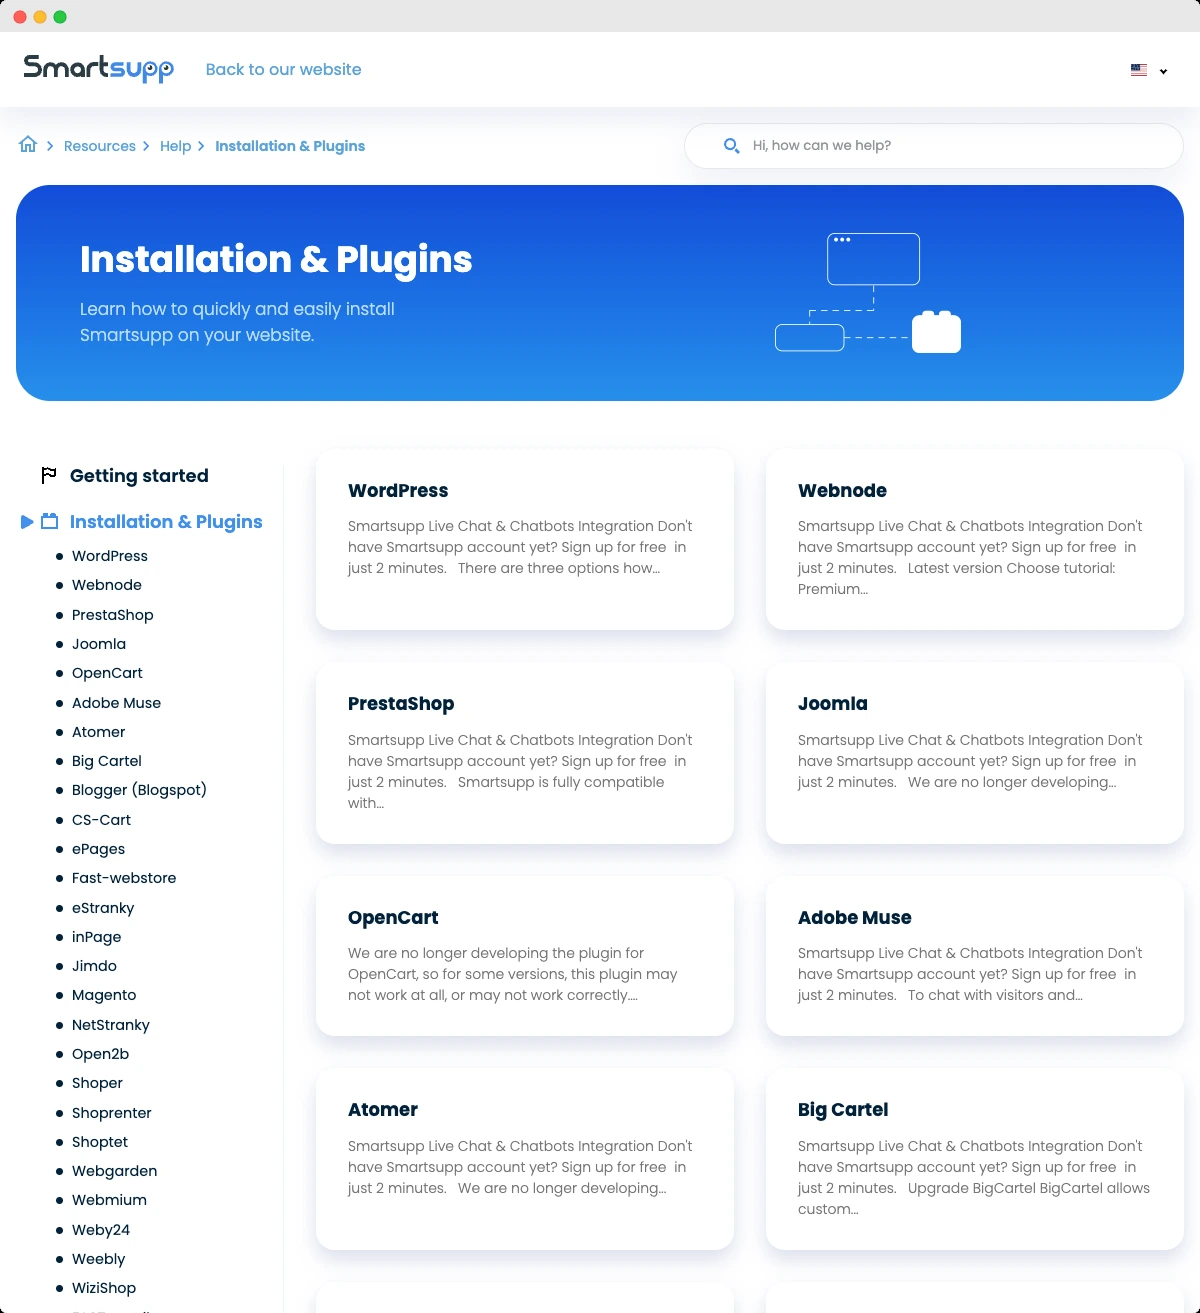 Smartsupp
Back to our website
Resources
Help
Installation & Plugins
Hi, how can we help?
Installation & Plugins
Learn how to quickly and easily install
Smartsupp on your website.
Getting started
Installation & Plugins
WordPress
Webnode
PrestaShop
Joomla
OpenCart
Adobe Muse
Atomer
Big Cartel
Blogger (Blogspot)
CS-Cart
ePages
Fast-webstore
eStranky
inPage
Jimdo
Magento
NetStranky
Open2b
Shoper
Shoprenter
Shoptet
Webgarden
Webmium
Weby24
Weebly
WiziShop
WordPress
Smartsupp Live Chat & Chatbots Integration Don't
have Smartsupp account yet? Sign up for free in
just 2 minutes. There are three options how...
Webnode
Smartsupp Live Chat & Chatbots Integration Don't
have Smartsupp account yet? Sign up for free in
just 2 minutes. Latest version Choose tutorial:
Premium...
PrestaShop
Smartsupp Live Chat & Chatbots Integration Don't
have Smartsupp account yet? Sign up for free in
just 2 minutes. Smartsupp is fully compatible
with...
Joomla
Smartsupp Live Chat & Chatbots Integration Don't
have Smartsupp account yet? Sign up for free in
just 2 minutes. We are no longer developing...
OpenCart
We are no longer developing the plugin for
OpenCart, so for some versions, this plugin may
not work at all, or may not work correctly....
Adobe Muse
Smartsupp Live Chat & Chatbots Integration Don't
have Smartsupp account yet? Sign up for free in
just 2 minutes. To chat with visitors and...
Atomer
Smartsupp Live Chat & Chatbots Integration Don't
have Smartsupp account yet? Sign up for free in
just 2 minutes. We are no longer developing...
Big Cartel
Smartsupp Live Chat & Chatbots Integration Don't
have Smartsupp account yet? Sign up for free in
just 2 minutes. Upgrade BigCartel BigCartel allows
custom...